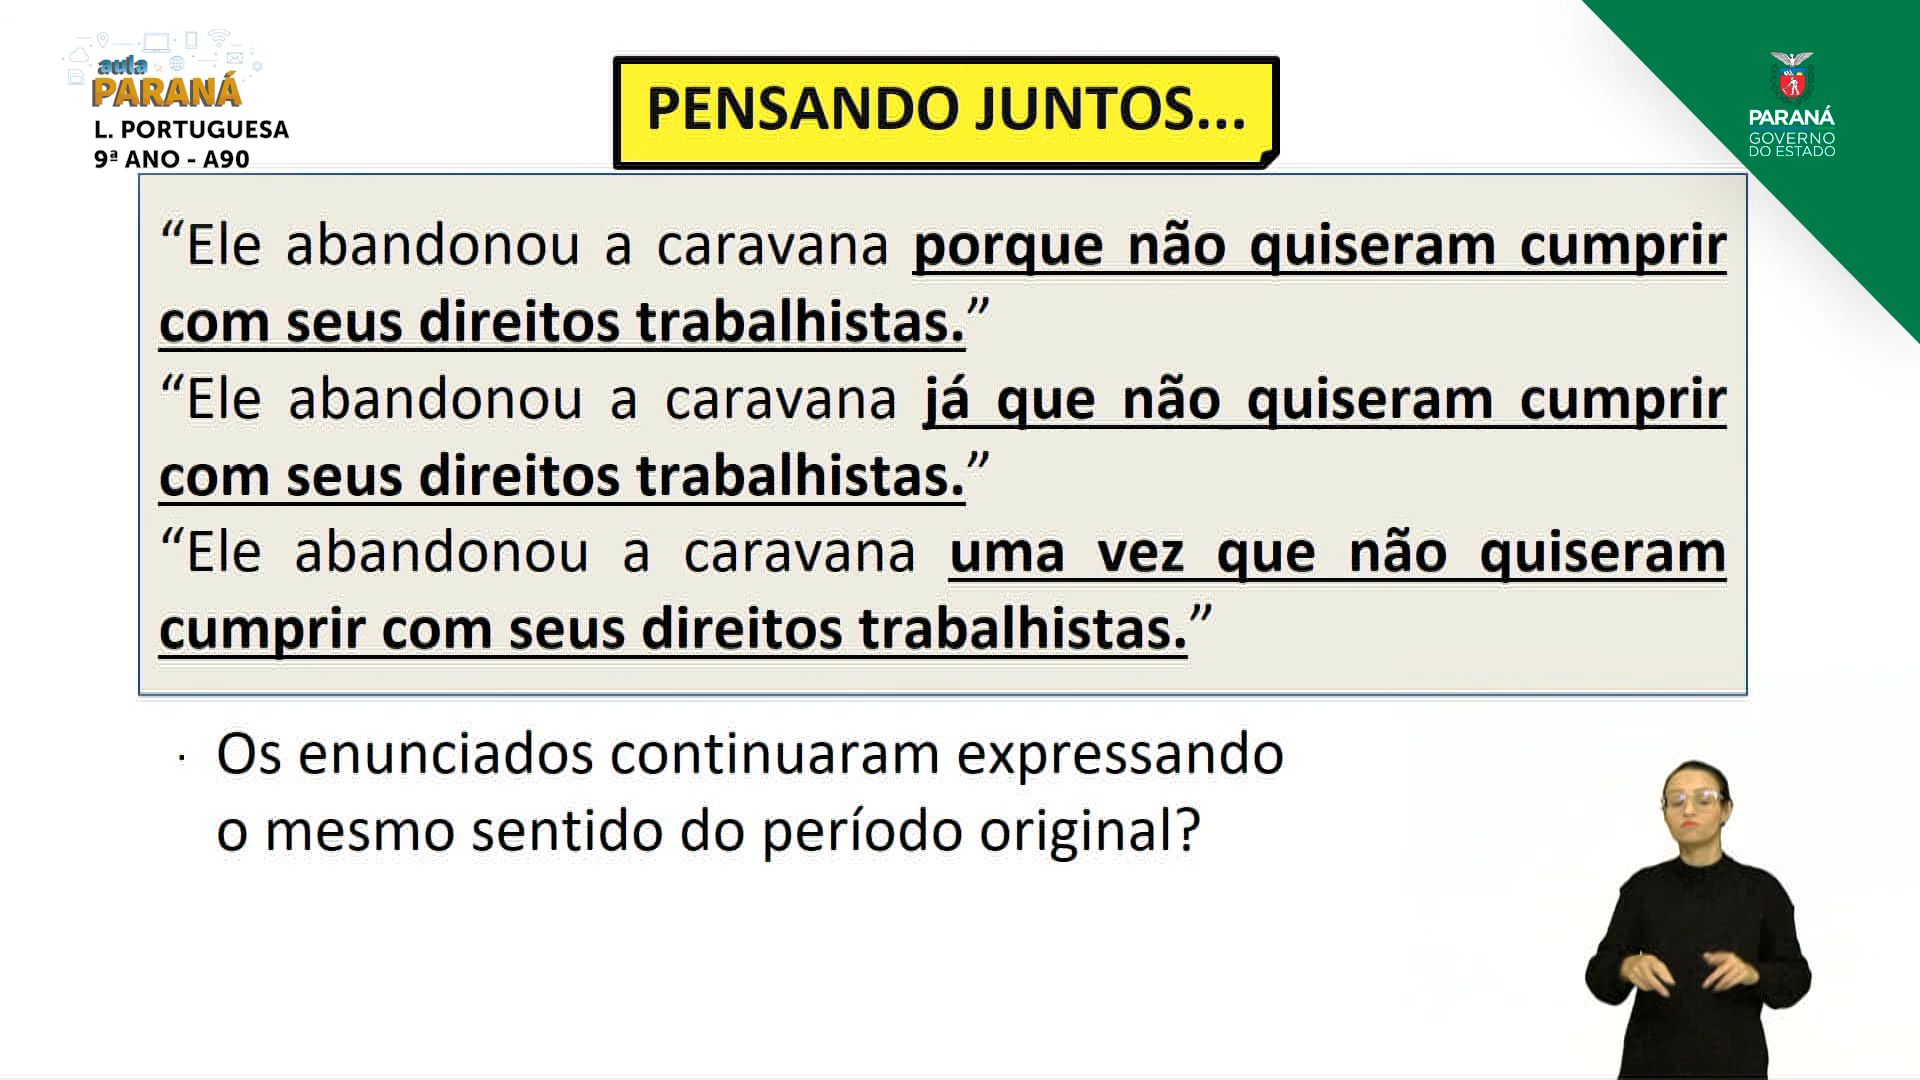 aula
PARANÁ
L. PORTUGUESA
9ª ANO - A90
PENSANDO JUNTOS...
PARANÁ
GOVERNO
DO ESTADO
“Ele abandonou a caravana porque não quiseram cumprir
com seus direitos trabalhistas.”
“Ele abandonou a caravana já que não quiseram cumprir
com seus direitos trabalhistas.”
“Ele abandonou a caravana uma vez que não quiseram
cumprir com seus direitos trabalhistas.”
· Os enunciados continuaram expressando
o mesmo sentido do período original?